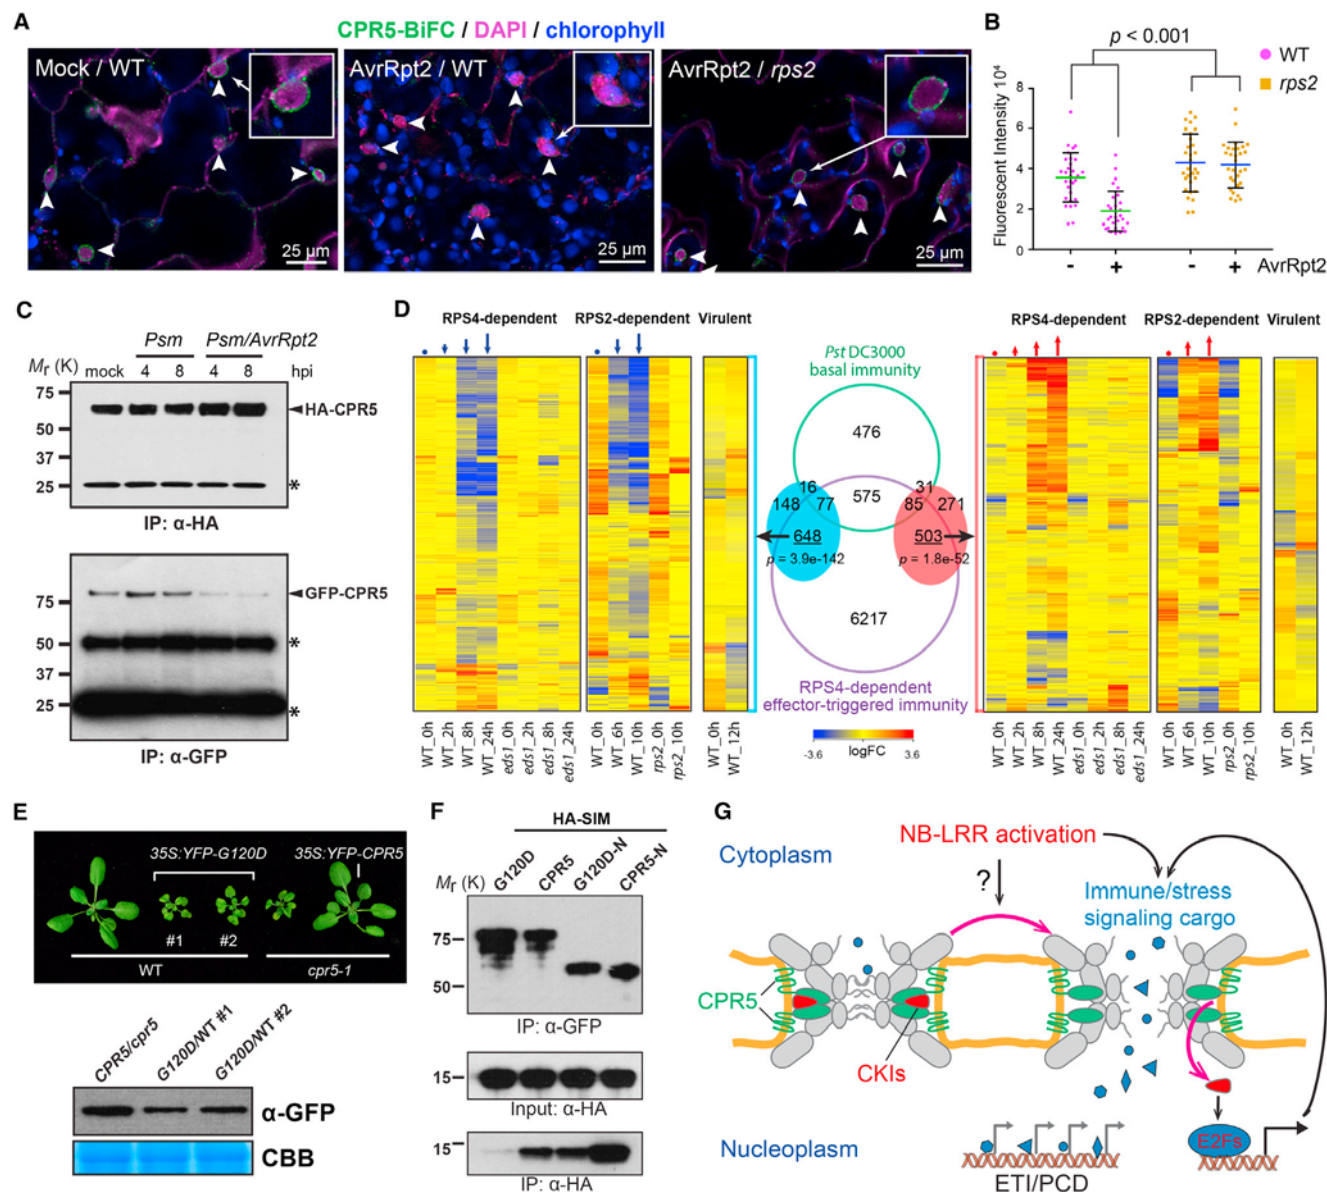 A
CPR5-BiFC / DAPI / chlorophyll
Mock / WT
AvrRpt2 / WT
AvrRpt2 / rps2
25 µm
25 µm
25 µm
B
p < 0.001
WT
rps2
Fluorescent Intensity 10⁴
8
6
4
2
0
- + - + AvrRpt2
C
Psm Psm/AvrRpt2
Mr (K) mock 4 8 4 8 hpi
75
50
37
25
HA-CPR5
*
IP: α-HA
75
50
37
25
GFP-CPR5
*
*
IP: α-GFP
D
RPS4-dependent RPS2-dependent Virulent
WT_0h
WT_2h
WT_8h
WT_24h
eds1_0h
eds1_2h
eds1_8h
eds1_24h
WT_0h
WT_6h
WT_10h
rps2_0h
rps2_10h
WT_0h
WT_12h
Pst DC3000
basal immunity
476
16 31
148 77 575 85 271
648 503
p = 3.9e-142 p = 1.8e-52
6217
RPS4-dependent
effector-triggered immunity
-3.6 logFC 3.6
RPS4-dependent RPS2-dependent Virulent
WT_0h
WT_2h
WT_8h
WT_24h
eds1_0h
eds1_2h
eds1_8h
eds1_24h
WT_0h
WT_6h
WT_10h
rps2_0h
rps2_10h
WT_0h
WT_12h
E
35S:YFP-G120D 35S:YFP-CPR5
#1 #2
WT cpr5-1
CPR5/cpr5
G120D/WT #1
G120D/WT #2
α-GFP
CBB
F
HA-SIM
Mr (K)
G120D
CPR5
G120D-N
CPR5-N
75
50
IP: α-GFP
15
Input: α-HA
15
IP: α-HA
G
NB-LRR activation
Cytoplasm
?
Immune/stress
signaling cargo
CPR5
CKIs
Nucleoplasm
E2Fs
ETI/PCD